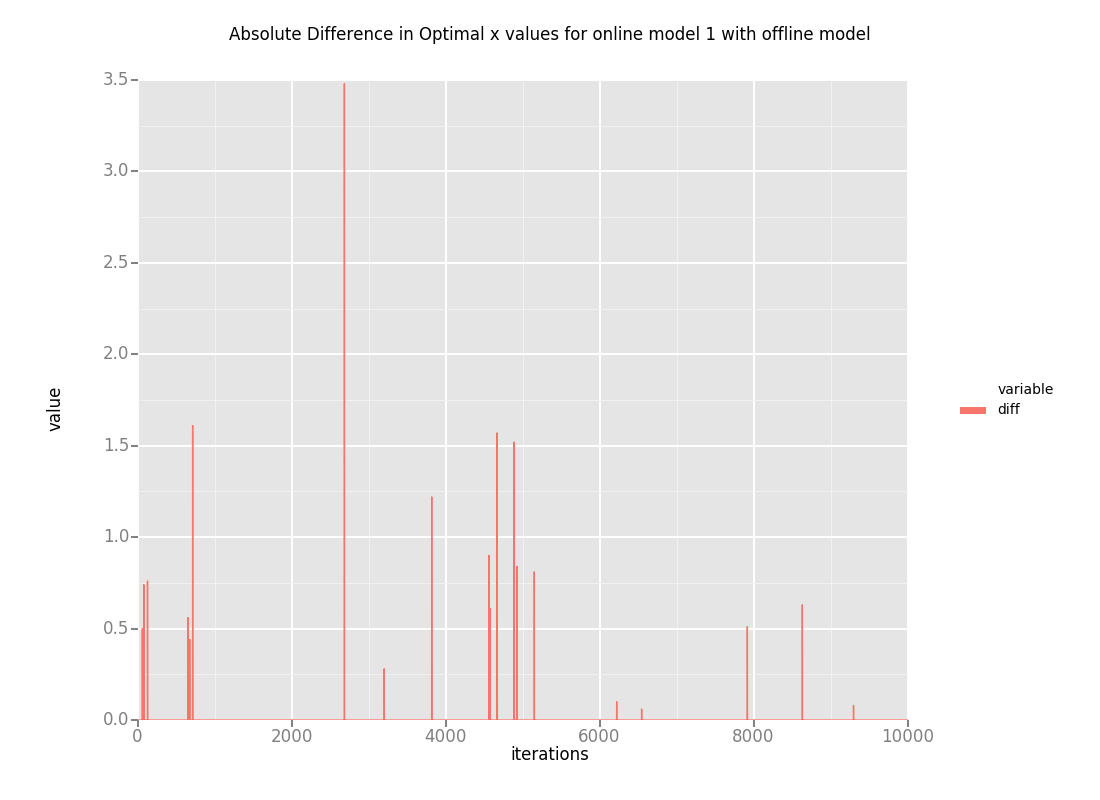 Absolute Difference in Optimal x values for online model 1 with offline model
3.5
3.0
2.5
2.0
1.5
1.0
0.5
0.0
value
0 2000 4000 6000 8000 10000
iterations
variable
diff